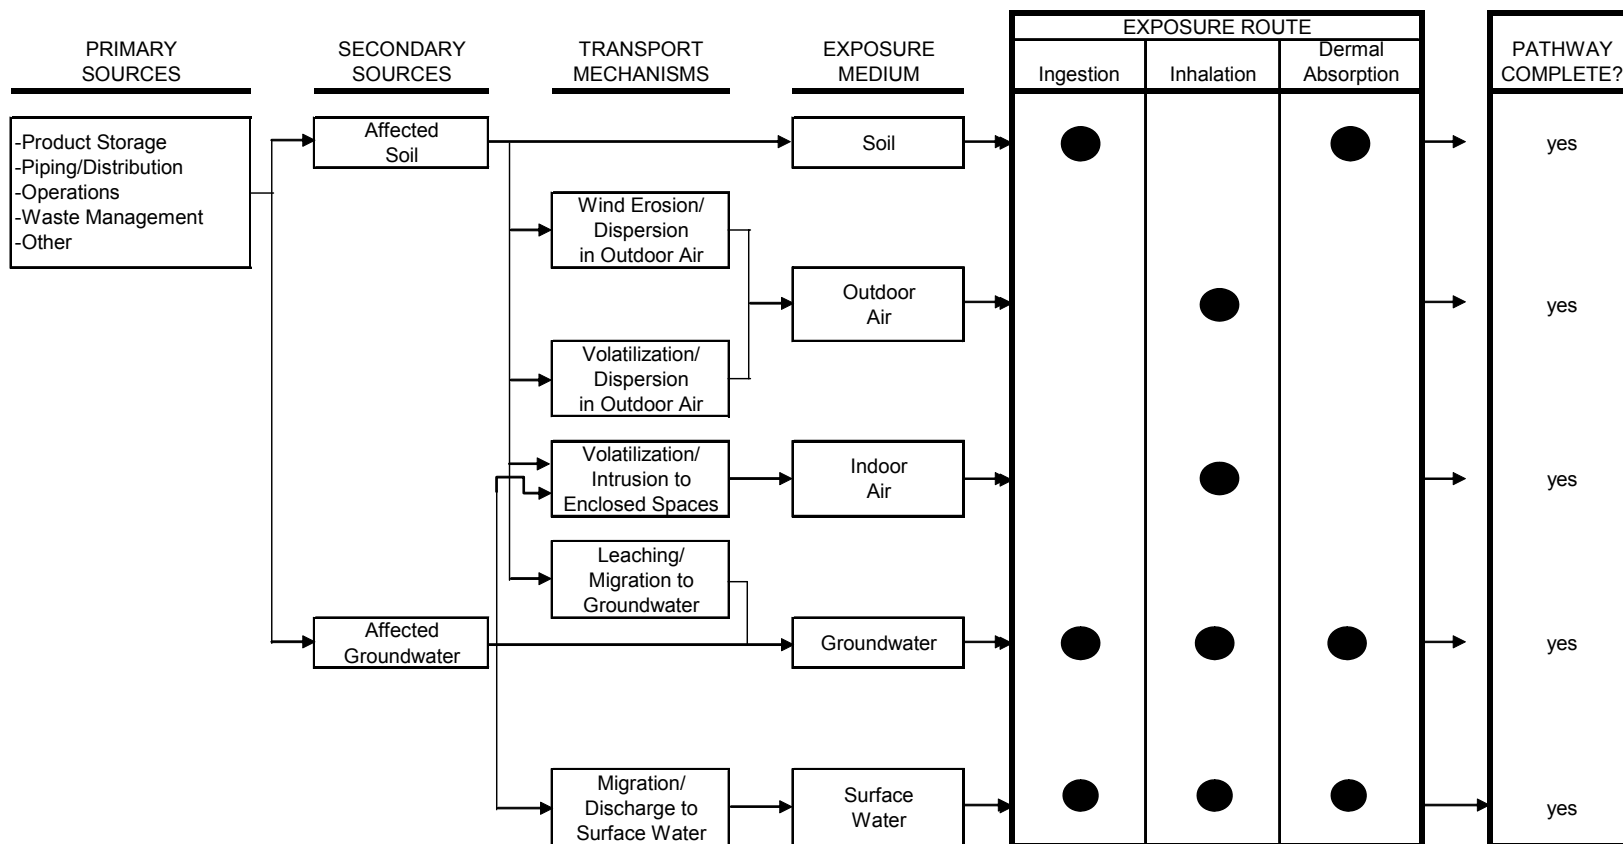 PRIMARY
SOURCES
SECONDARY
SOURCES
TRANSPORT
MECHANISMS
EXPOSURE
MEDIUM
EXPOSURE ROUTE
Ingestion
Inhalation
Dermal
Absorption
PATHWAY
COMPLETE?
-Product Storage
-Piping/Distribution
-Operations
-Waste Management
-Other
Affected
Soil
Soil
yes
Wind Erosion/
Dispersion
in Outdoor Air
Outdoor
Air
yes
Volatilization/
Dispersion
in Outdoor Air
Volatilization/
Intrusion to
Enclosed Spaces
Indoor
Air
yes
Leaching/
Migration to
Groundwater
Affected
Groundwater
Groundwater
yes
Migration/
Discharge to
Surface Water
Surface
Water
yes